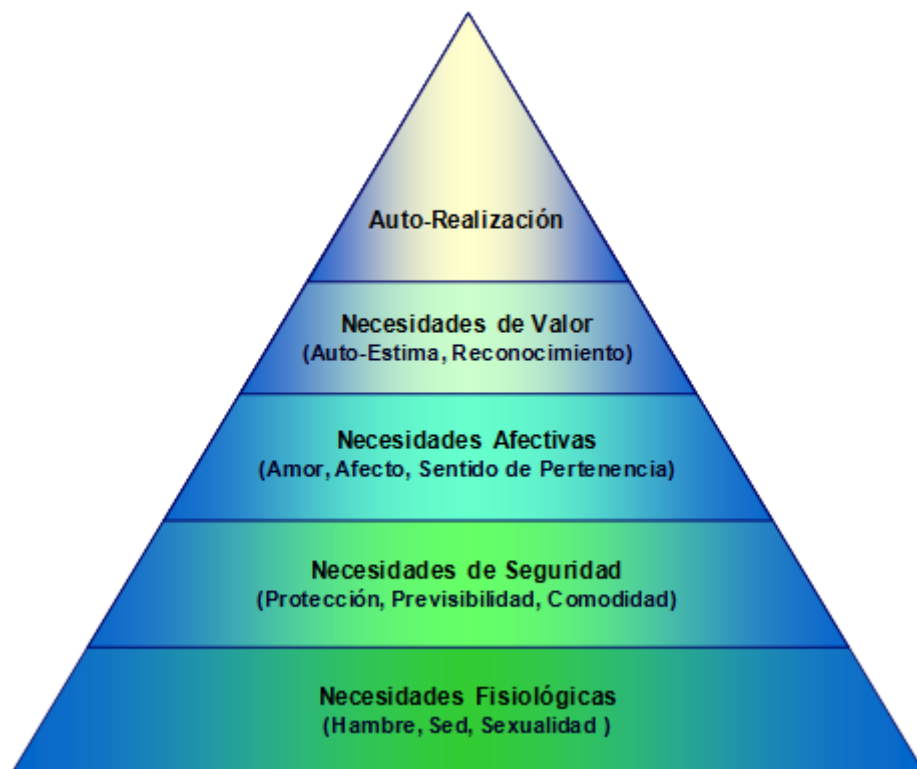 Auto-Realización
Necesidades de Valor
(Auto-Estima, Reconocimiento)
Necesidades Afectivas
(Amor, Afecto, Sentido de Pertenencia)
Necesidades de Seguridad
(Protección, Previsibilidad, Comodidad)
Necesidades Fisiológicas
(Hambre, Sed, Sexualidad )